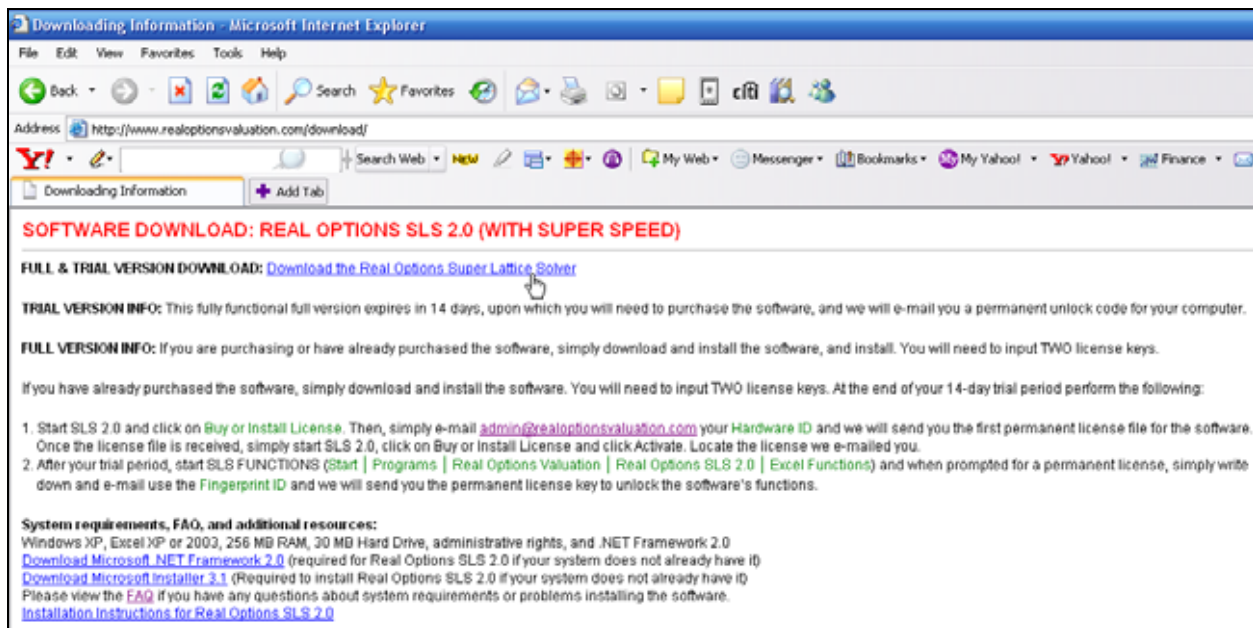 Downloading Information - Microsoft Internet Explorer
File Edit View Favorites Tools Help
Back Search Favorites
Address http://www.realoptionsvaluation.com/download/
Y! Search Web NEW My Web Messenger Bookmarks My Yahoo! Yahoo! Finance
Downloading Information Add Tab
SOFTWARE DOWNLOAD: REAL OPTIONS SLS 2.0 (WITH SUPER SPEED)
FULL & TRIAL VERSION DOWNLOAD: Download the Real Options Super Lattice Solver
TRIAL VERSION INFO: This fully functional full version expires in 14 days, upon which you will need to purchase the software, and we will e-mail you a permanent unlock code for your computer.
FULL VERSION INFO: If you are purchasing or have already purchased the software, simply download and install the software, and install. You will need to input TWO license keys.
If you have already purchased the software, simply download and install the software. You will need to input TWO license keys. At the end of your 14-day trial period perform the following:
1. Start SLS 2.0 and click on Buy or Install License. Then, simply e-mail admin@realoptionsvaluation.com your Hardware ID and we will send you the first permanent license file for the software.
Once the license file is received, simply start SLS 2.0, click on Buy or Install License and click Activate. Locate the license we e-mailed you.
2. After your trial period, start SLS FUNCTIONS (Start | Programs | Real Options Valuation | Real Options SLS 2.0 | Excel Functions) and when prompted for a permanent license, simply write
down and e-mail use the Fingerprint ID and we will send you the permanent license key to unlock the software's functions.
System requirements, FAQ, and additional resources:
Windows XP, Excel XP or 2003, 256 MB RAM, 30 MB Hard Drive, administrative rights, and .NET Framework 2.0
Download Microsoft .NET Framework 2.0 (required for Real Options SLS 2.0 if your system does not already have it)
Download Microsoft Installer 3.1 (Required to install Real Options SLS 2.0 if your system does not already have it)
Please view the FAQ if you have any questions about system requirements or problems installing the software.
Installation Instructions for Real Options SLS 2.0